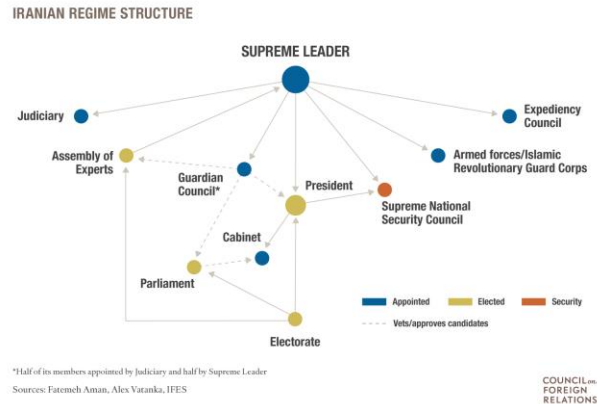 IRANIAN REGIME STRUCTURE
SUPREME LEADER
Judiciary
Expediency
Council
Assembly of
Experts
Guardian
Council*
President
Armed forces/Islamic
Revolutionary Guard Corps
Supreme National
Security Council
Cabinet
Parliament
Appointed
Elected
Security
Vets/approves candidates
Electorate
*Half of its members appointed by Judiciary and half by Supreme Leader
Sources: Fatemeh Aman, Alex Vatanka, IFES
COUNCIL on
FOREIGN
RELATIONS